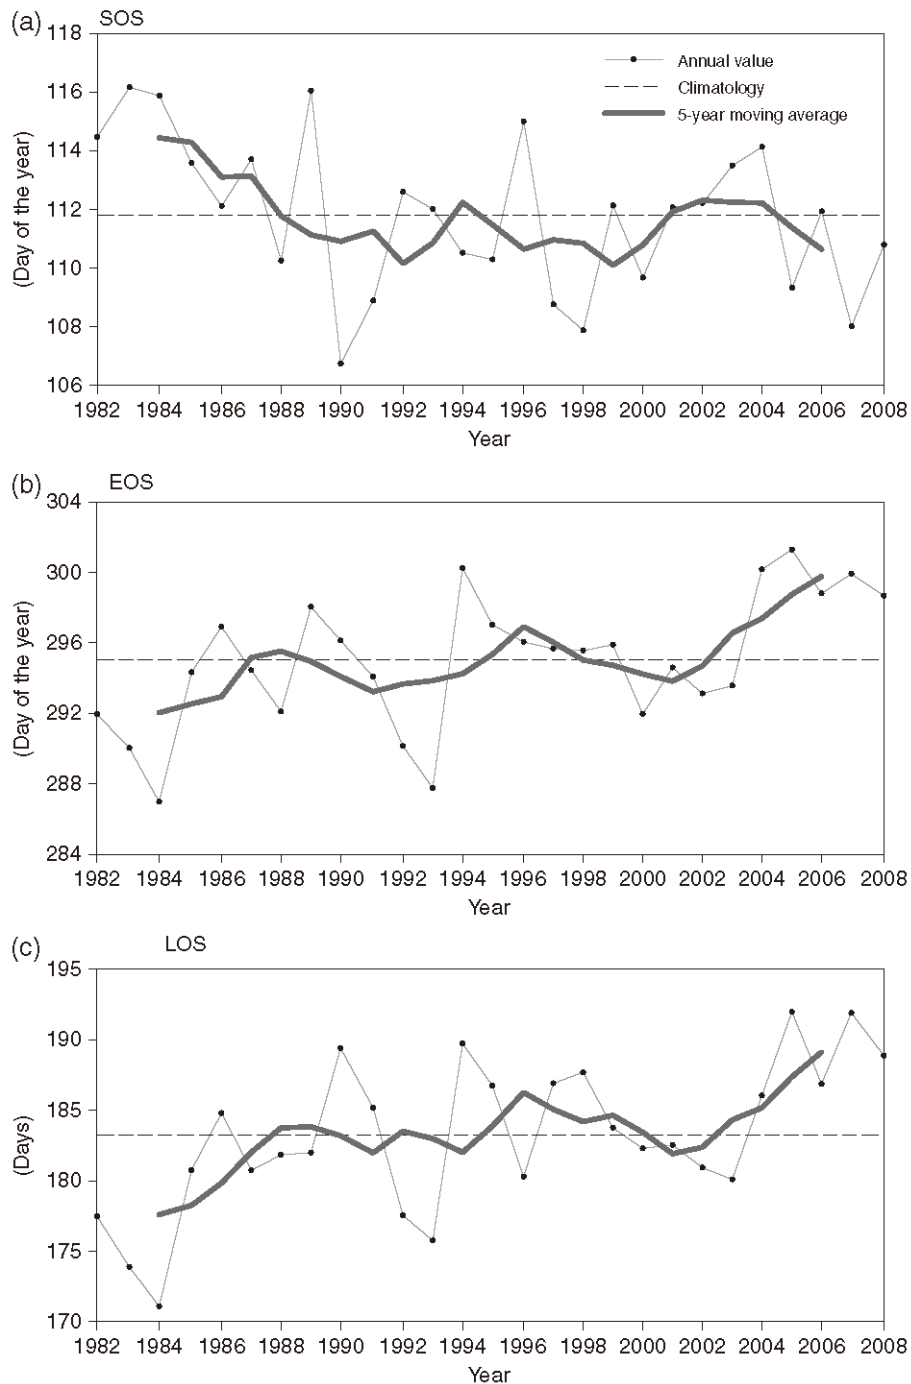 (a) SOS
118
116
114
112
110
108
106
(Day of the year)
Annual value
Climatology
5-year moving average
1982 1984 1986 1988 1990 1992 1994 1996 1998 2000 2002 2004 2006 2008
Year
(b) EOS
304
300
296
292
288
284
(Day of the year)
1982 1984 1986 1988 1990 1992 1994 1996 1998 2000 2002 2004 2006 2008
Year
(c) LOS
195
190
185
180
175
170
(Days)
1982 1984 1986 1988 1990 1992 1994 1996 1998 2000 2002 2004 2006 2008
Year